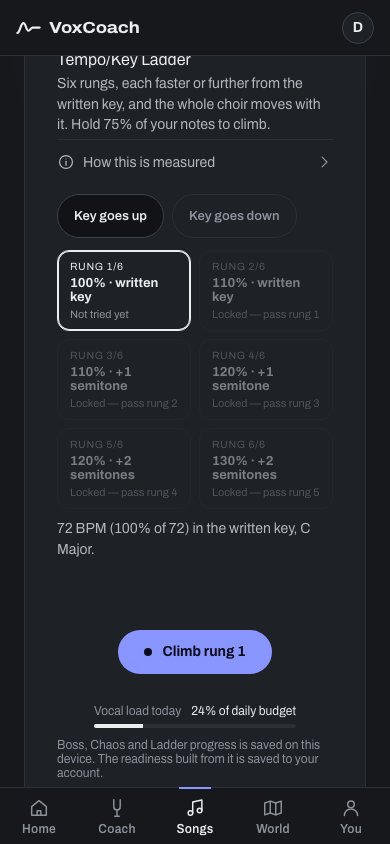 VoxCoach
D
Tempo/Key Ladder
Six rungs, each faster or further from the
written key, and the whole choir moves with
it. Hold 75% of your notes to climb.
How this is measured
Key goes up
Key goes down
RUNG 1/6
100% · written
key
Not tried yet
RUNG 2/6
110% · written
key
Locked — pass rung 1
RUNG 3/6
110% · +1
semitone
Locked — pass rung 2
RUNG 4/6
120% · +1
semitone
Locked — pass rung 3
RUNG 5/6
120% · +2
semitones
Locked — pass rung 4
RUNG 6/6
130% · +2
semitones
Locked — pass rung 5
72 BPM (100% of 72) in the written key, C
Major.
Climb rung 1
Vocal load today 24% of daily budget
Boss, Chaos and Ladder progress is saved on this
device. The readiness built from it is saved to your
account.
Home
Coach
Songs
World
You